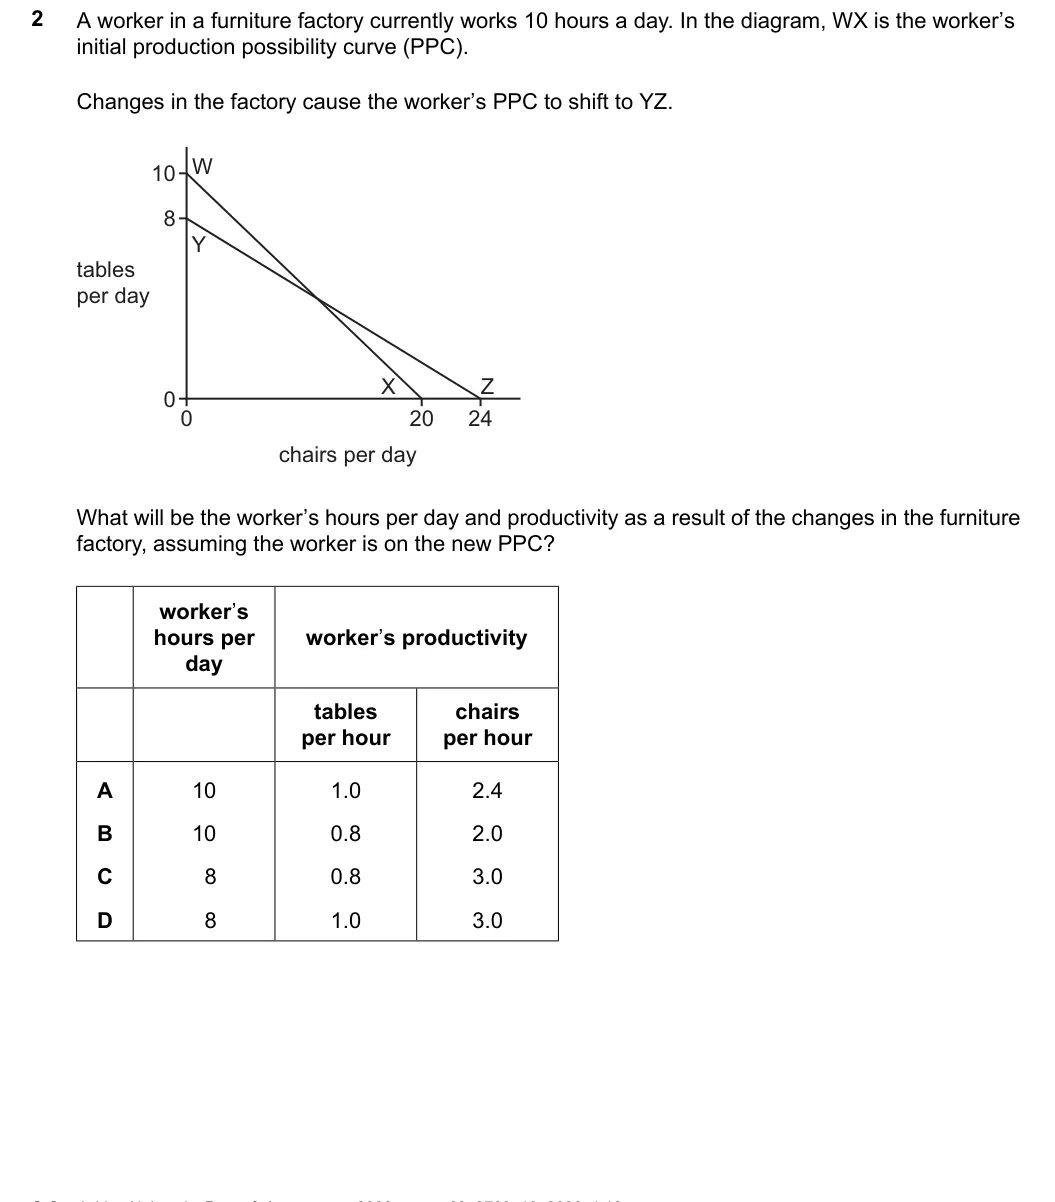 2 A worker in a furniture factory currently works 10 hours a day. In the diagram, WX is the worker's
initial production possibility curve (PPC).
Changes in the factory cause the worker's PPC to shift to YZ.
10 W
8
Y
tables
per day
X Z
0
0 20 24
chairs per day
What will be the worker's hours per day and productivity as a result of the changes in the furniture
factory, assuming the worker is on the new PPC?
worker's
hours per
day
worker's productivity
tables
per hour
chairs
per hour
A 10 1.0 2.4
B 10 0.8 2.0
C 8 0.8 3.0
D 8 1.0 3.0